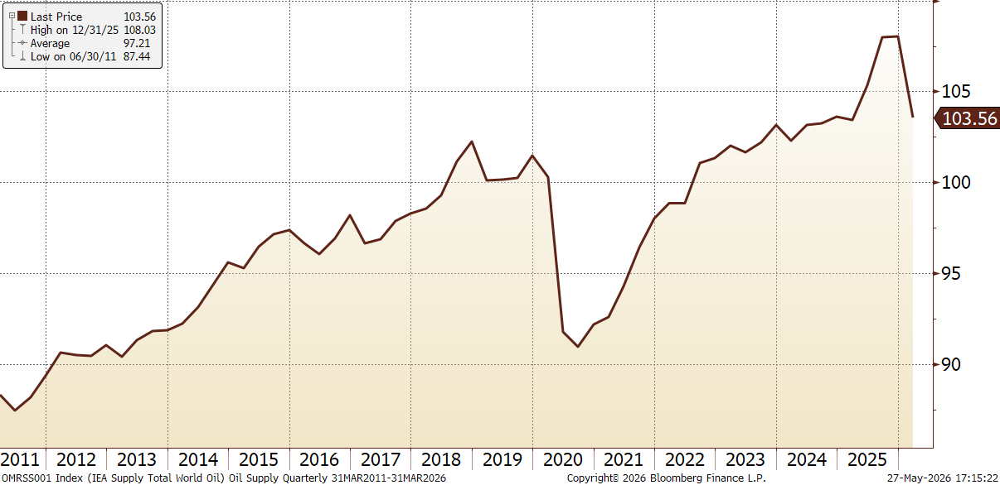 Last Price 103.56
High on 12/31/25 108.03
Average 97.21
Low on 06/30/11 87.44
105
103.56
100
95
90
2011 2012 2013 2014 2015 2016 2017 2018 2019 2020 2021 2022 2023 2024 2025
OMRSS001 Index (IEA Supply Total World Oil) Oil Supply Quarterly 31MAR2011-31MAR2026 Copyright© 2026 Bloomberg Finance L.P. 27-May-2026 17:15:22